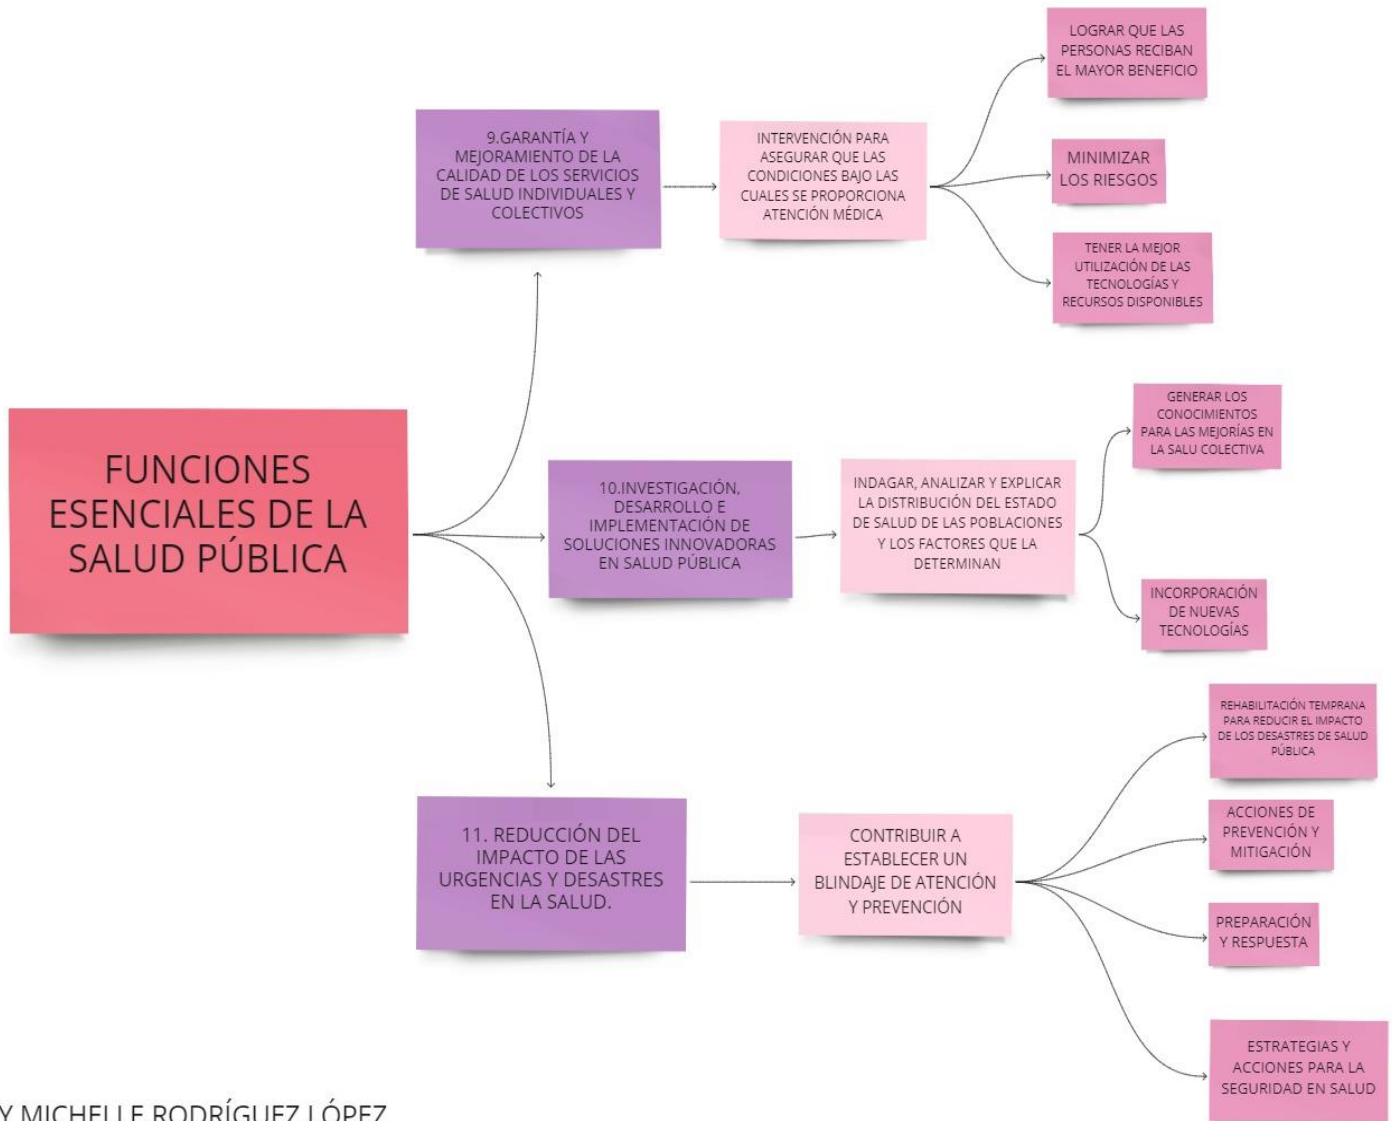 FUNCIONES
ESENCIALES DE LA
SALUD PÚBLICA
9.GARANTÍA Y
MEJORAMIENTO DE LA
CALIDAD DE LOS SERVICIOS
DE SALUD INDIVIDUALES Y
COLECTIVOS
INTERVENCIÓN PARA
ASEGURAR QUE LAS
CONDICIONES BAJO LAS
CUALES SE PROPORCIONA
ATENCIÓN MÉDICA
LOGRAR QUE LAS
PERSONAS RECIBAN
EL MAYOR BENEFICIO
MINIMIZAR
LOS RIESGOS
TENER LA MEJOR
UTILIZACIÓN DE LAS
TECNOLOGÍAS Y
RECURSOS DISPONIBLES
10.INVESTIGACIÓN,
DESARROLLO E
IMPLEMENTACIÓN DE
SOLUCIONES INNOVADORAS
EN SALUD PÚBLICA
INDAGAR, ANALIZAR Y EXPLICAR
LA DISTRIBUCIÓN DEL ESTADO
DE SALUD DE LAS POBLACIONES
Y LOS FACTORES QUE LA
DETERMINAN
GENERAR LOS
CONOCIMIENTOS
PARA LAS MEJORÍAS EN
LA SALU COLECTIVA
INCORPORACIÓN
DE NUEVAS
TECNOLOGÍAS
11. REDUCCIÓN DEL
IMPACTO DE LAS
URGENCIAS Y DESASTRES
EN LA SALUD.
CONTRIBUIR A
ESTABLECER UN
BLINDAJE DE ATENCIÓN
Y PREVENCIÓN
REHABILITACIÓN TEMPRANA
PARA REDUCIR EL IMPACTO
DE LOS DESASTRES DE SALUD
PÚBLICA
ACCIONES DE
PREVENCIÓN Y
MITIGACIÓN
PREPARACIÓN
Y RESPUESTA
ESTRATEGIAS Y
ACCIONES PARA LA
SEGURIDAD EN SALUD
Y MICHELLE RODRÍGUEZ LÓPEZ